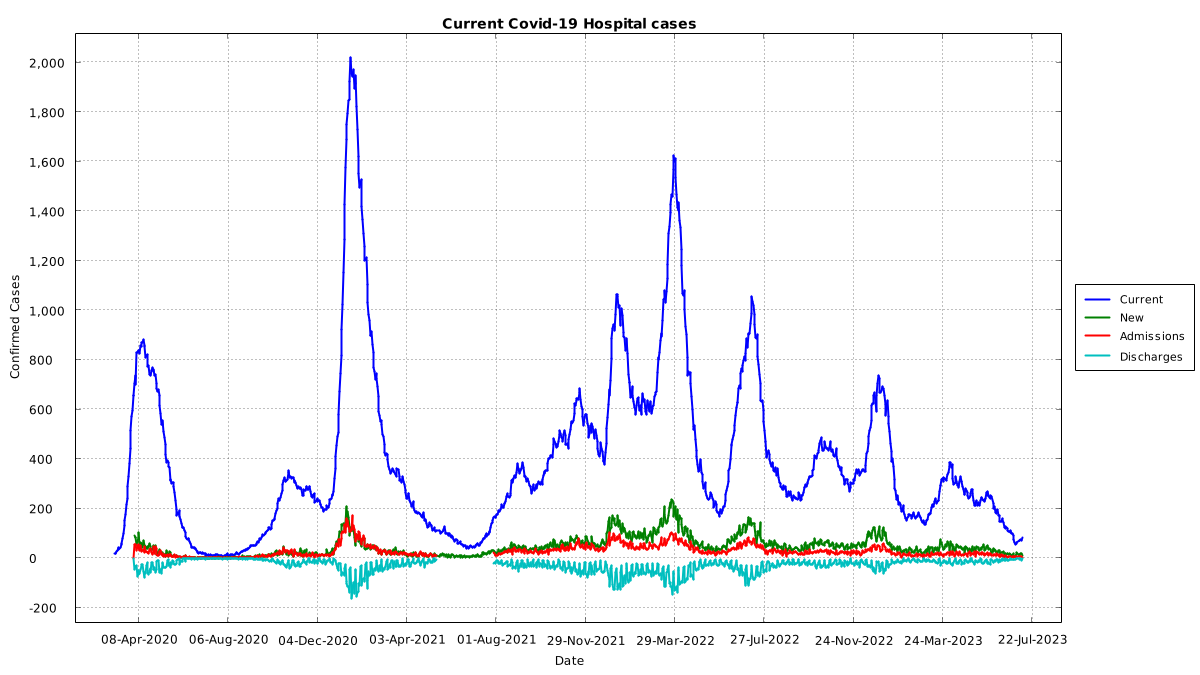 Current Covid-19 Hospital cases
2,000
1,800
1,600
1,400
1,200
1,000
800
600
400
200
0
-200
Confirmed Cases
08-Apr-2020 06-Aug-2020 04-Dec-2020 03-Apr-2021 01-Aug-2021 29-Nov-2021 29-Mar-2022 27-Jul-2022 24-Nov-2022 24-Mar-2023 22-Jul-2023
Date
Current
New
Admissions
Discharges